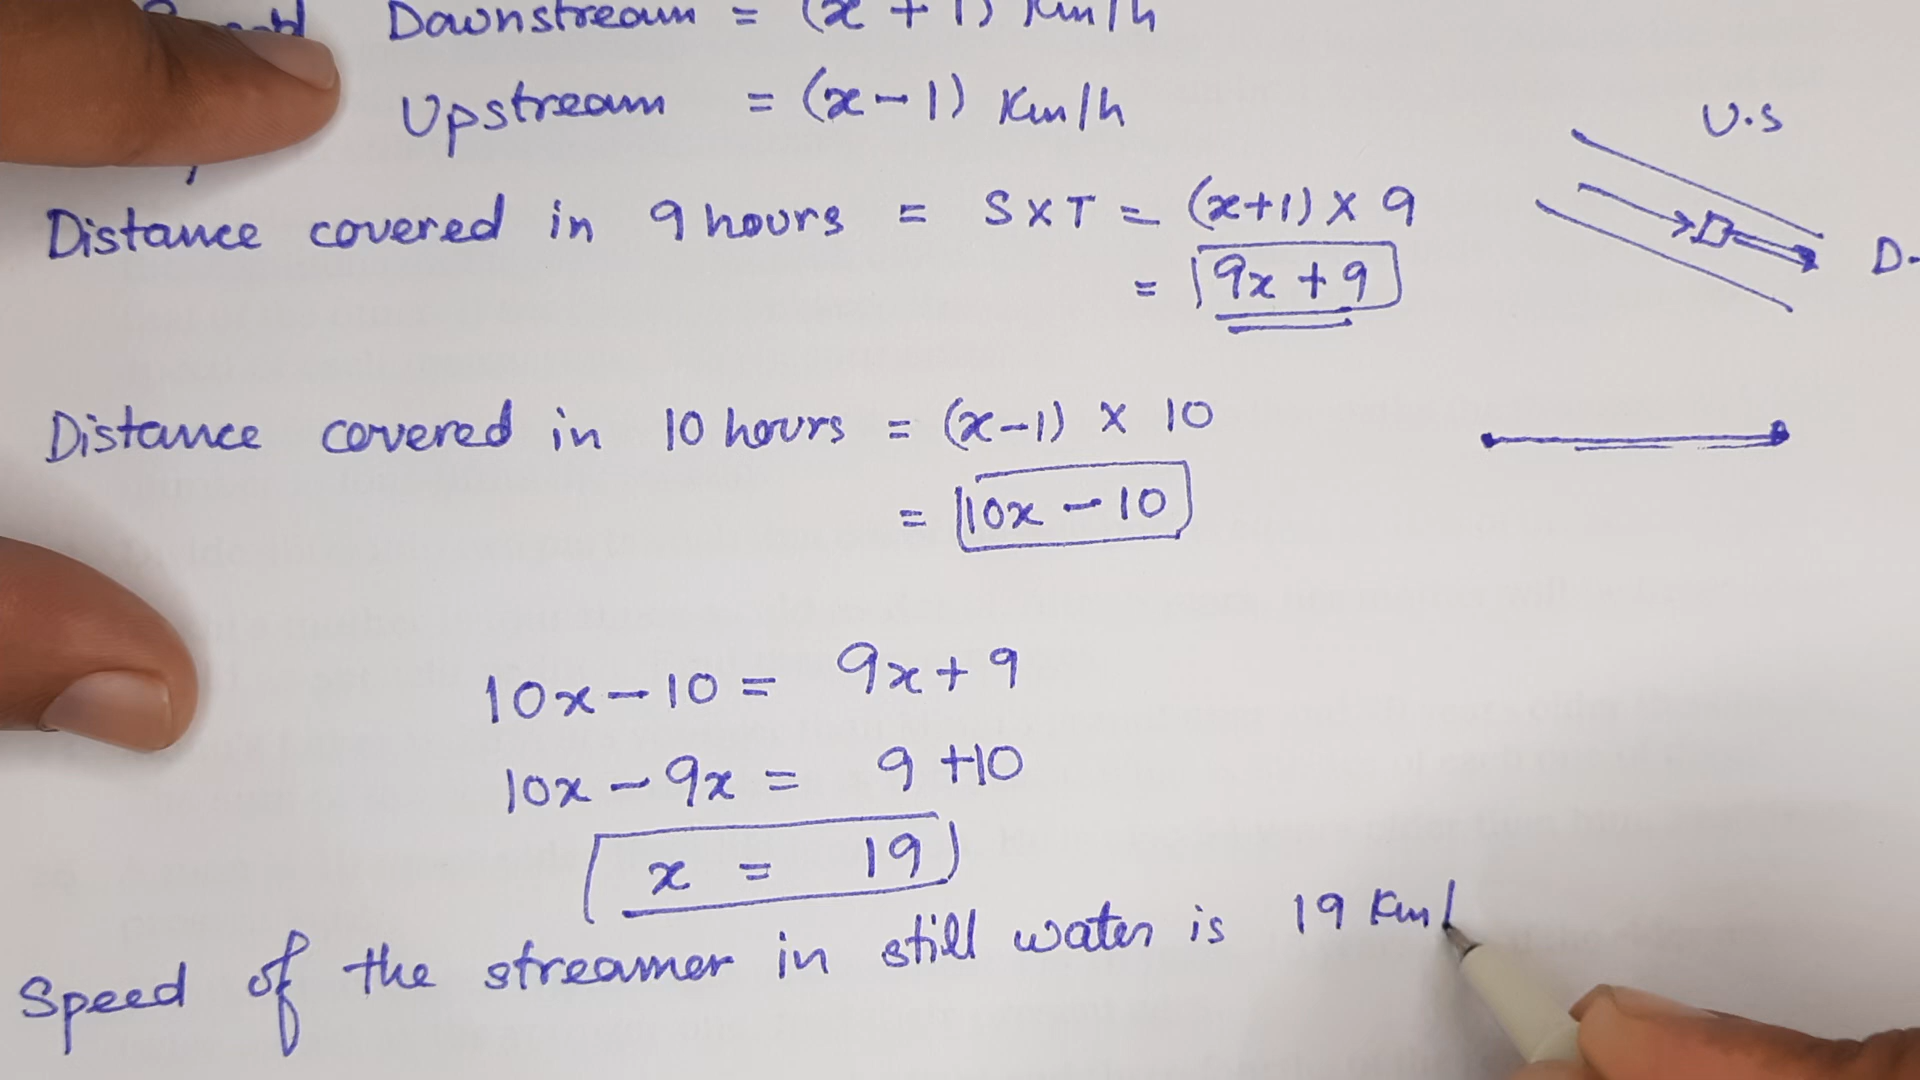 Downstream = (x + 1) Km/h
Upstream = (x - 1) Km/h
U.S
Distance covered in 9 hours = S X T = (x+1) X 9
D.
= 9x + 9
Distance covered in 10 hours = (x-1) X 10
= 10x - 10
10x - 10 = 9x + 9
10x - 9x = 9 +10
x = 19
Speed of the streamer in still water is 19 Km/